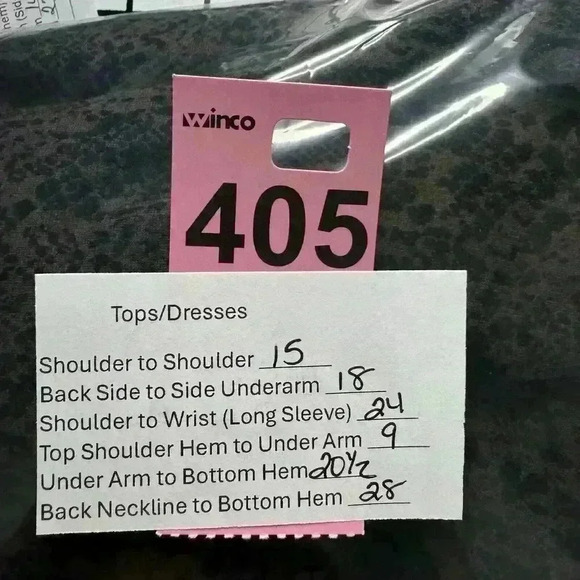 Winco
405
Tops/Dresses
Shoulder to Shoulder 15
Back Side to Side Underarm 18
Shoulder to Wrist (Long Sleeve) 24
Top Shoulder Hem to Under Arm 9
Under Arm to Bottom Hem 20½
Back Neckline to Bottom Hem 28